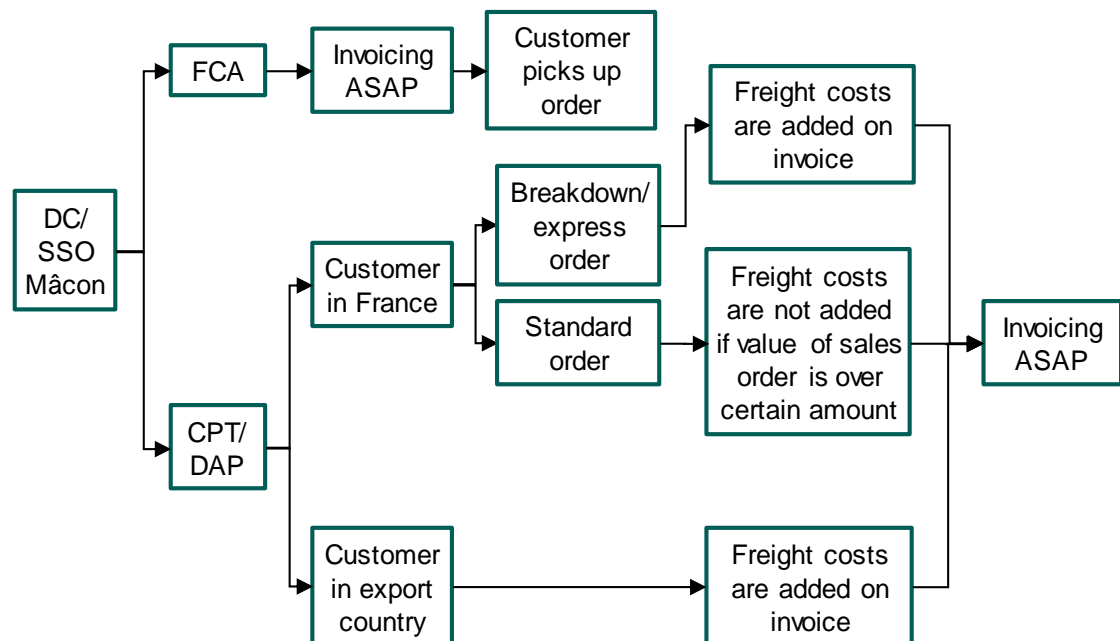 FCA
Invoicing
ASAP
Customer
picks up
order
Freight costs
are added on
invoice
DC/
SSO
Mâcon
Breakdown/
express
order
Customer
in France
Standard
order
Freight costs
are not added
if value of sales
order is over
certain amount
Invoicing
ASAP
CPT/
DAP
Customer
in export
country
Freight costs
are added on
invoice